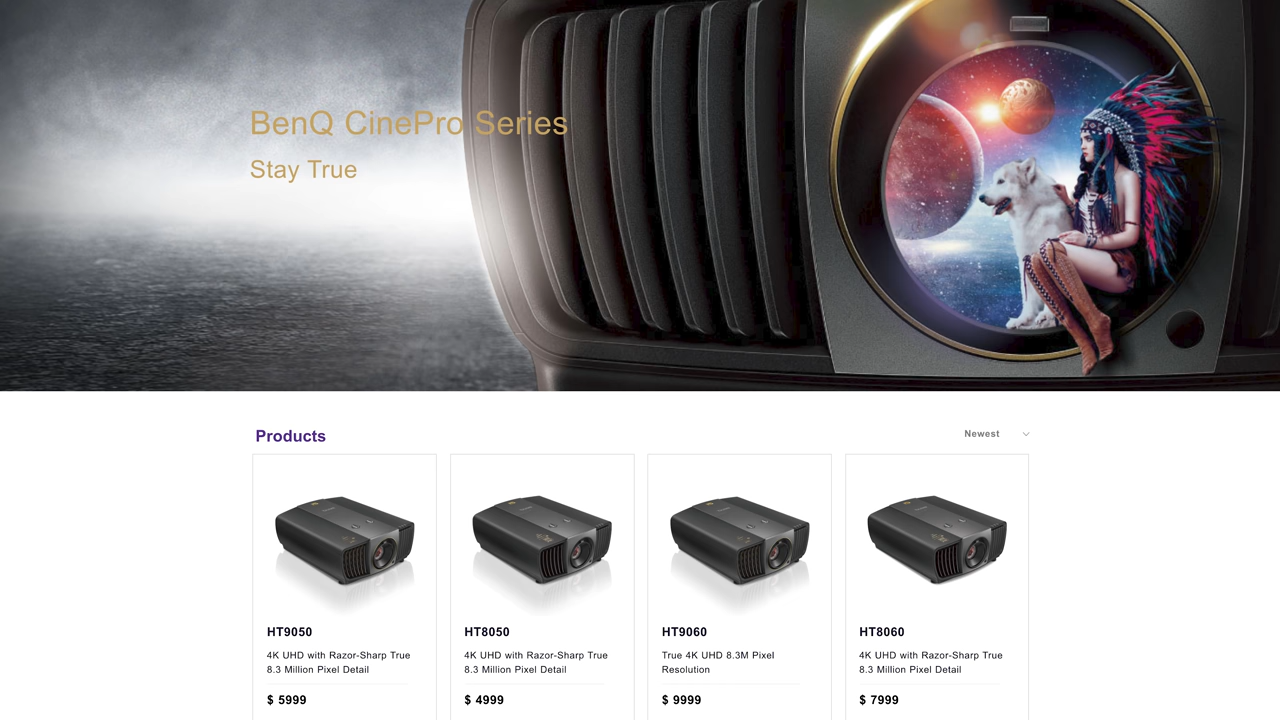 BenQ CinePro Series
Stay True
Products
Newest
HT9050
4K UHD with Razor-Sharp True
8.3 Million Pixel Detail
$ 5999
HT8050
4K UHD with Razor-Sharp True
8.3 Million Pixel Detail
$ 4999
HT9060
True 4K UHD 8.3M Pixel
Resolution
$ 9999
HT8060
4K UHD with Razor-Sharp True
8.3 Million Pixel Detail
$ 7999